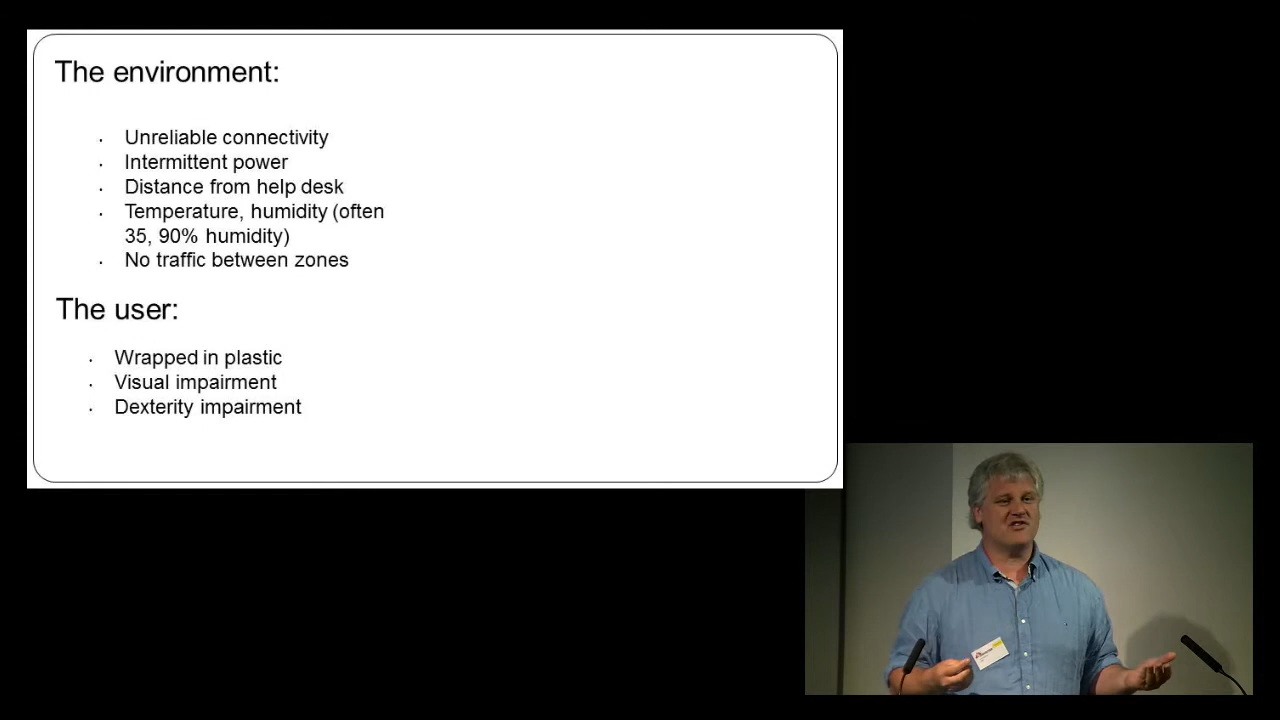 The environment:
· Unreliable connectivity
· Intermittent power
· Distance from help desk
· Temperature, humidity (often
35, 90% humidity)
· No traffic between zones
The user:
· Wrapped in plastic
· Visual impairment
· Dexterity impairment